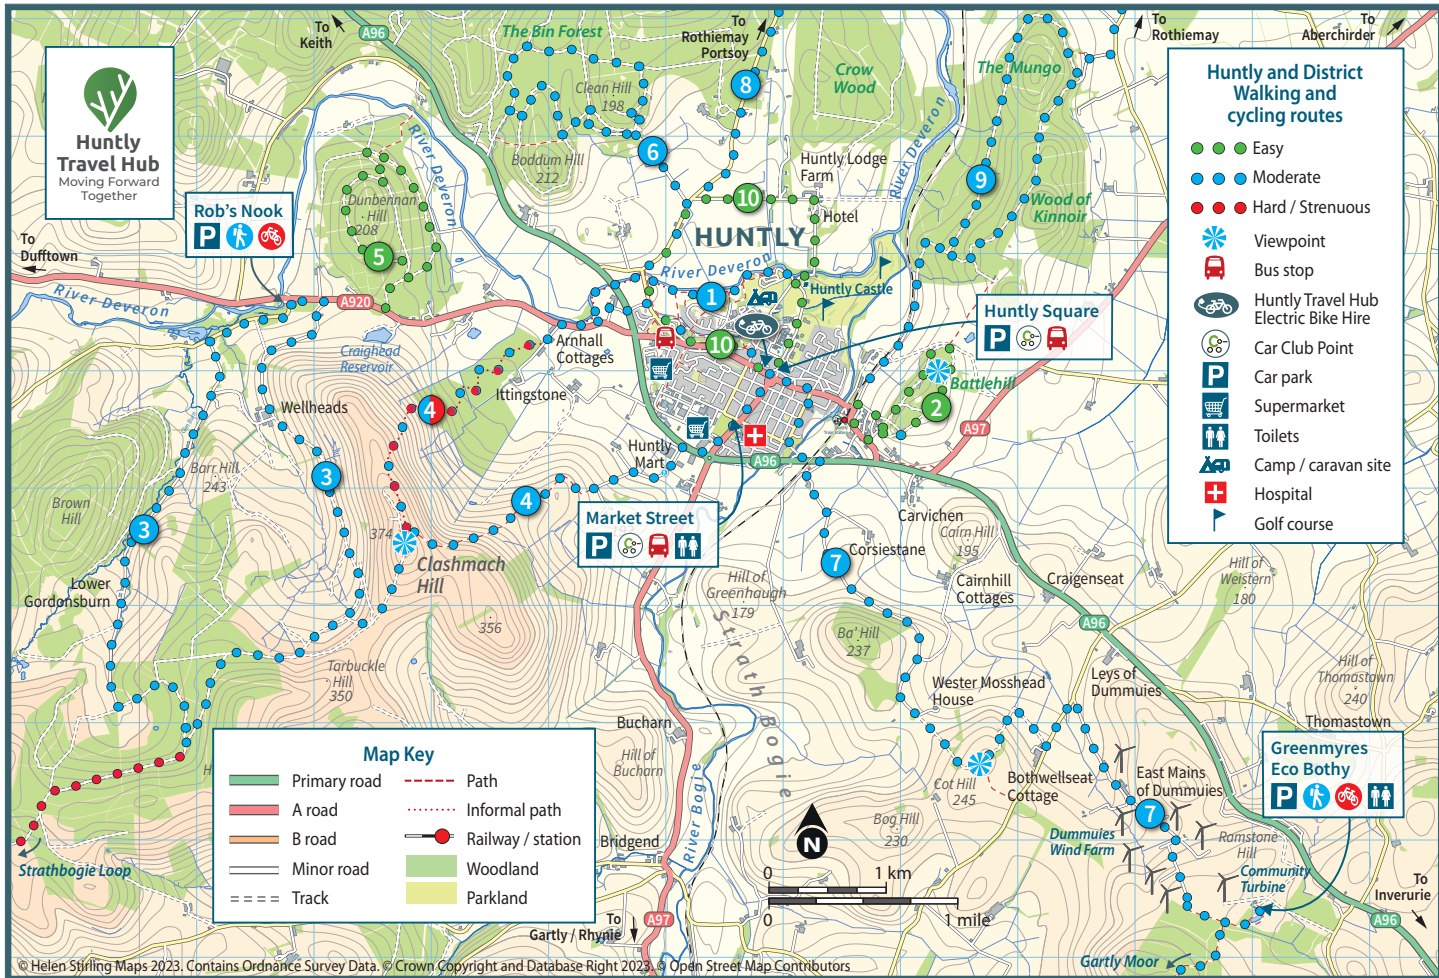 To
Keith
A96
The Bin Forest
To
Rothiemay
Portsoy
To
Rothiemay
To
Aberchirder
Huntly
Travel Hub
Moving Forward
Together
Clean Hill
198
8
Crow
Wood
The Mungo
River Deveron
6
Boddum Hill
212
Huntly Lodge
Farm
River Deveron
9
Wood of
Kinnoir
Rob's Nook
P
Dunbennan
Hill
208
5
10
Hotel
HUNTLY
To
Dufftown
River Deveron
A920
River Deveron
1
Huntly Castle
Huntly Square
P
Craighead
Reservoir
Arnhall
Cottages
10
Battlehill
2
A97
Ittingstone
4
Wellheads
Huntly
Mart
A96
Barr Hill
243
3
4
Brown
Hill
3
374
Clashmach
Hill
356
Market Street
P
Carvichen
Cairn Hill
195
Corsiestane
7
Lower
Gordonsburn
Hill of
Greenhaugh
179
Cairnhill
Cottages
Craigenseat
Hill of
Weistern
180
A96
Ba' Hill
237
Strath Bogie
Tarbuckle
Hill
350
Wester Mosshead
House
Leys of
Dummuies
Hill of
Thomastown
240
Thomastown
Bucharn
Hill of
Bucharn
Cot Hill
245
Bothwellseat
Cottage
East Mains
of Dummuies
7
Bog Hill
230
Dummuies
Wind Farm
Ramstone
Hill
Community
Turbine
Greenmyres
Eco Bothy
P
River Bogie
Bridgend
Strathbogie Loop
A97
To
Gartly / Rhynie
To
Inverurie
A96
Gartly Moor
N
0
1 km
0
1 mile
Huntly and District
Walking and
cycling routes
Easy
Moderate
Hard / Strenuous
Viewpoint
Bus stop
Huntly Travel Hub
Electric Bike Hire
Car Club Point
P Car park
Supermarket
Toilets
Camp / caravan site
Hospital
Golf course
Map Key
Primary road
A road
B road
Minor road
Track
Path
Informal path
Railway / station
Woodland
Parkland
© Helen Stirling Maps 2023. Contains Ordnance Survey Data. © Crown Copyright and Database Right 2023. © Open Street Map Contributors